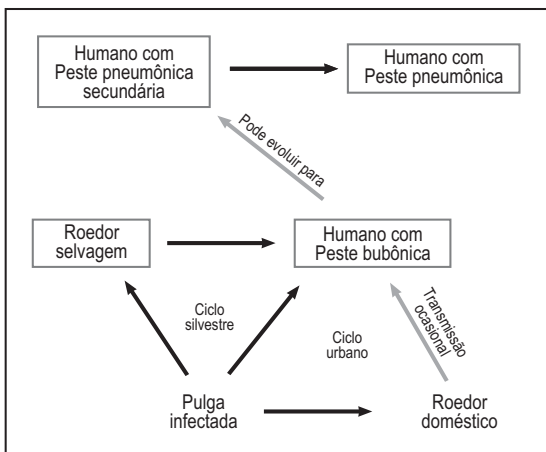 Humano com
Peste pneumônica
secundária
Humano com
Peste pneumônica
Pode evoluir para
Roedor
selvagem
Humano com
Peste bubônica
Ciclo
silvestre
Ciclo
urbano
Transmissão
ocasional
Pulga
infectada
Roedor
doméstico